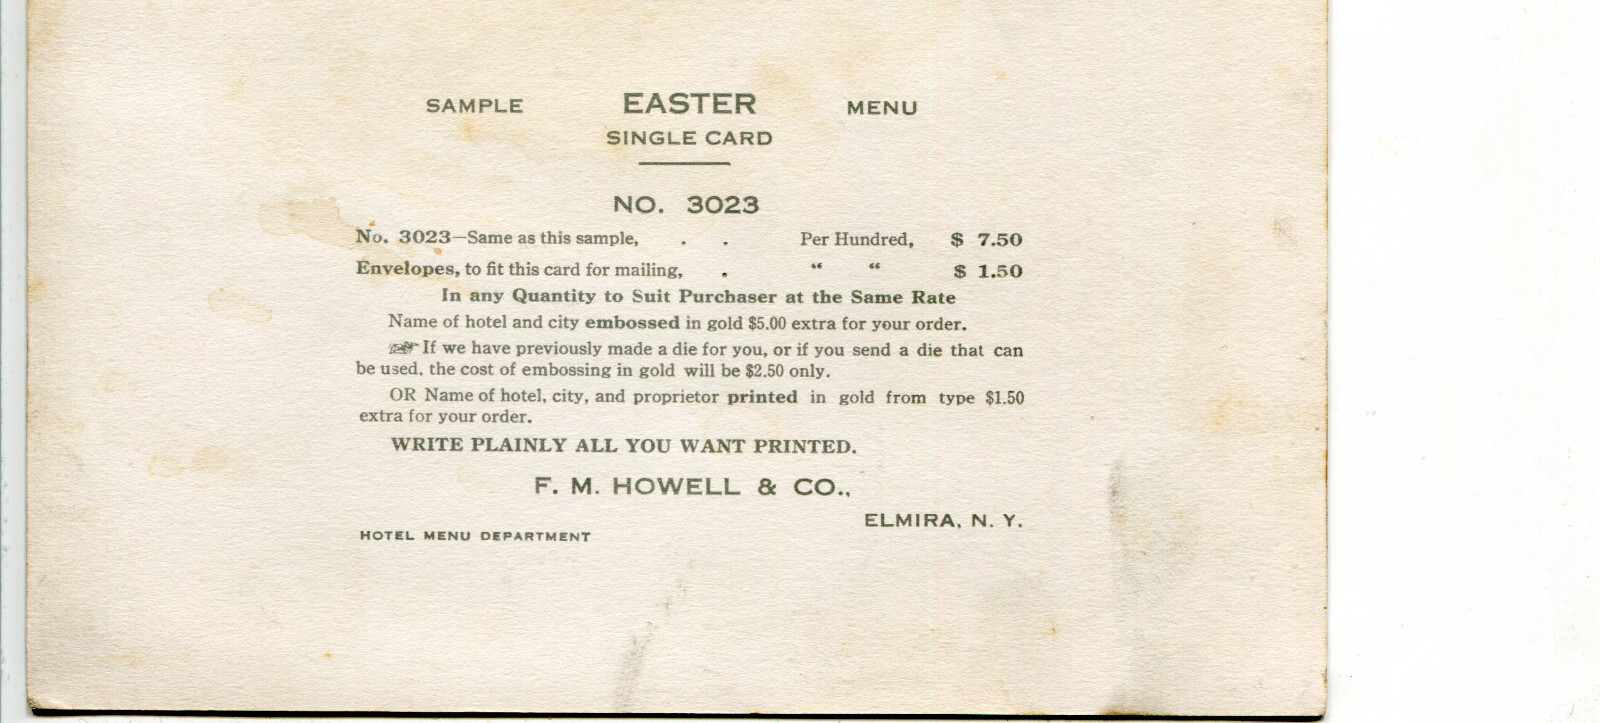 SAMPLE EASTER MENU
SINGLE CARD
NO. 3023
No. 3023—Same as this sample, . . Per Hundred, $ 7.50
Envelopes, to fit this card for mailing, . “ “ $ 1.50
In any Quantity to Suit Purchaser at the Same Rate
Name of hotel and city embossed in gold $5.00 extra for your order.
☞ If we have previously made a die for you, or if you send a die that can
be used, the cost of embossing in gold will be $2.50 only.
OR Name of hotel, city, and proprietor printed in gold from type $1.50
extra for your order.
WRITE PLAINLY ALL YOU WANT PRINTED.
F. M. HOWELL & CO.,
ELMIRA, N. Y.
HOTEL MENU DEPARTMENT